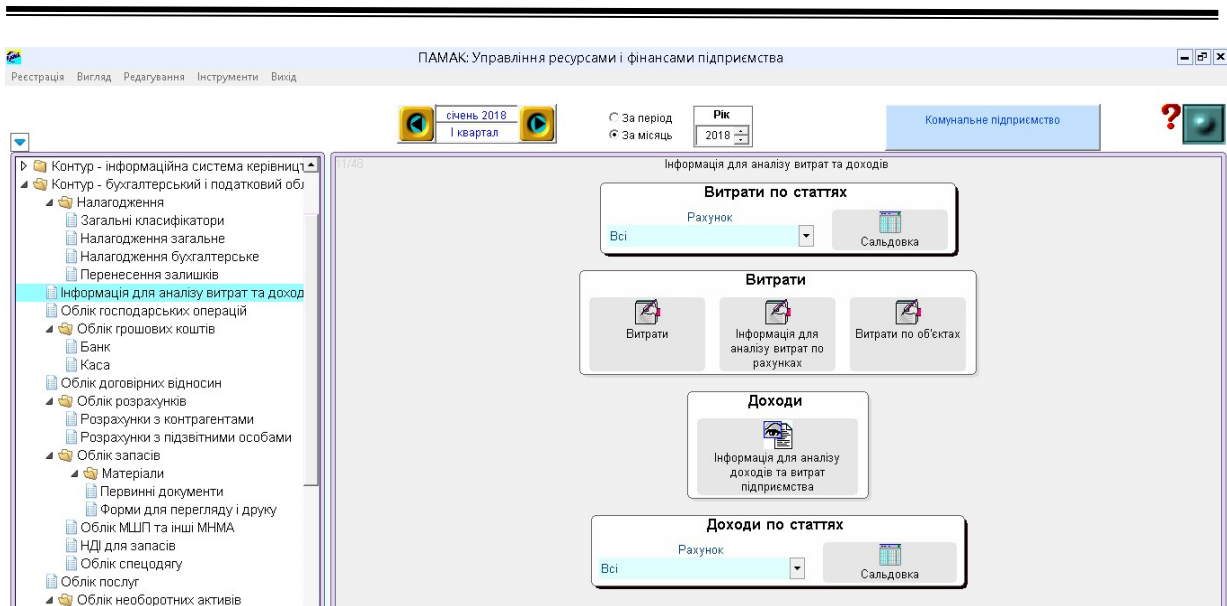 ПАМАК: Управління ресурсами і фінансами підприємства
Реєстрація Вигляд Редагування Інструменти Вихід
січень 2018
І квартал
За період
За місяць
Рік
2018
Комунальне підприємство
?
Контур - інформаційна система керівницт
Контур - бухгалтерський і податковий обл
Налагодження
Загальні класифікатори
Налагодження загальне
Налагодження бухгалтерське
Перенесення залишків
Інформація для аналізу витрат та доход
Облік господарських операцій
Облік грошових коштів
Банк
Каса
Облік договірних відносин
Облік розрахунків
Розрахунки з контрагентами
Розрахунки з підзвітними особами
Облік запасів
Матеріали
Первинні документи
Форми для перегляду і друку
Облік МШП та інші МНМА
НДІ для запасів
Облік спецодягу
Облік послуг
Облік необоротних активів
11/48
Інформація для аналізу витрат та доходів
Витрати по статтях
Рахунок
Всі
Сальдовка
Витрати
Витрати
Інформація для
аналізу витрат по
рахунках
Витрати по об'єктах
Доходи
Інформація для аналізу
доходів та витрат
підприємства
Доходи по статтях
Рахунок
Всі
Сальдовка